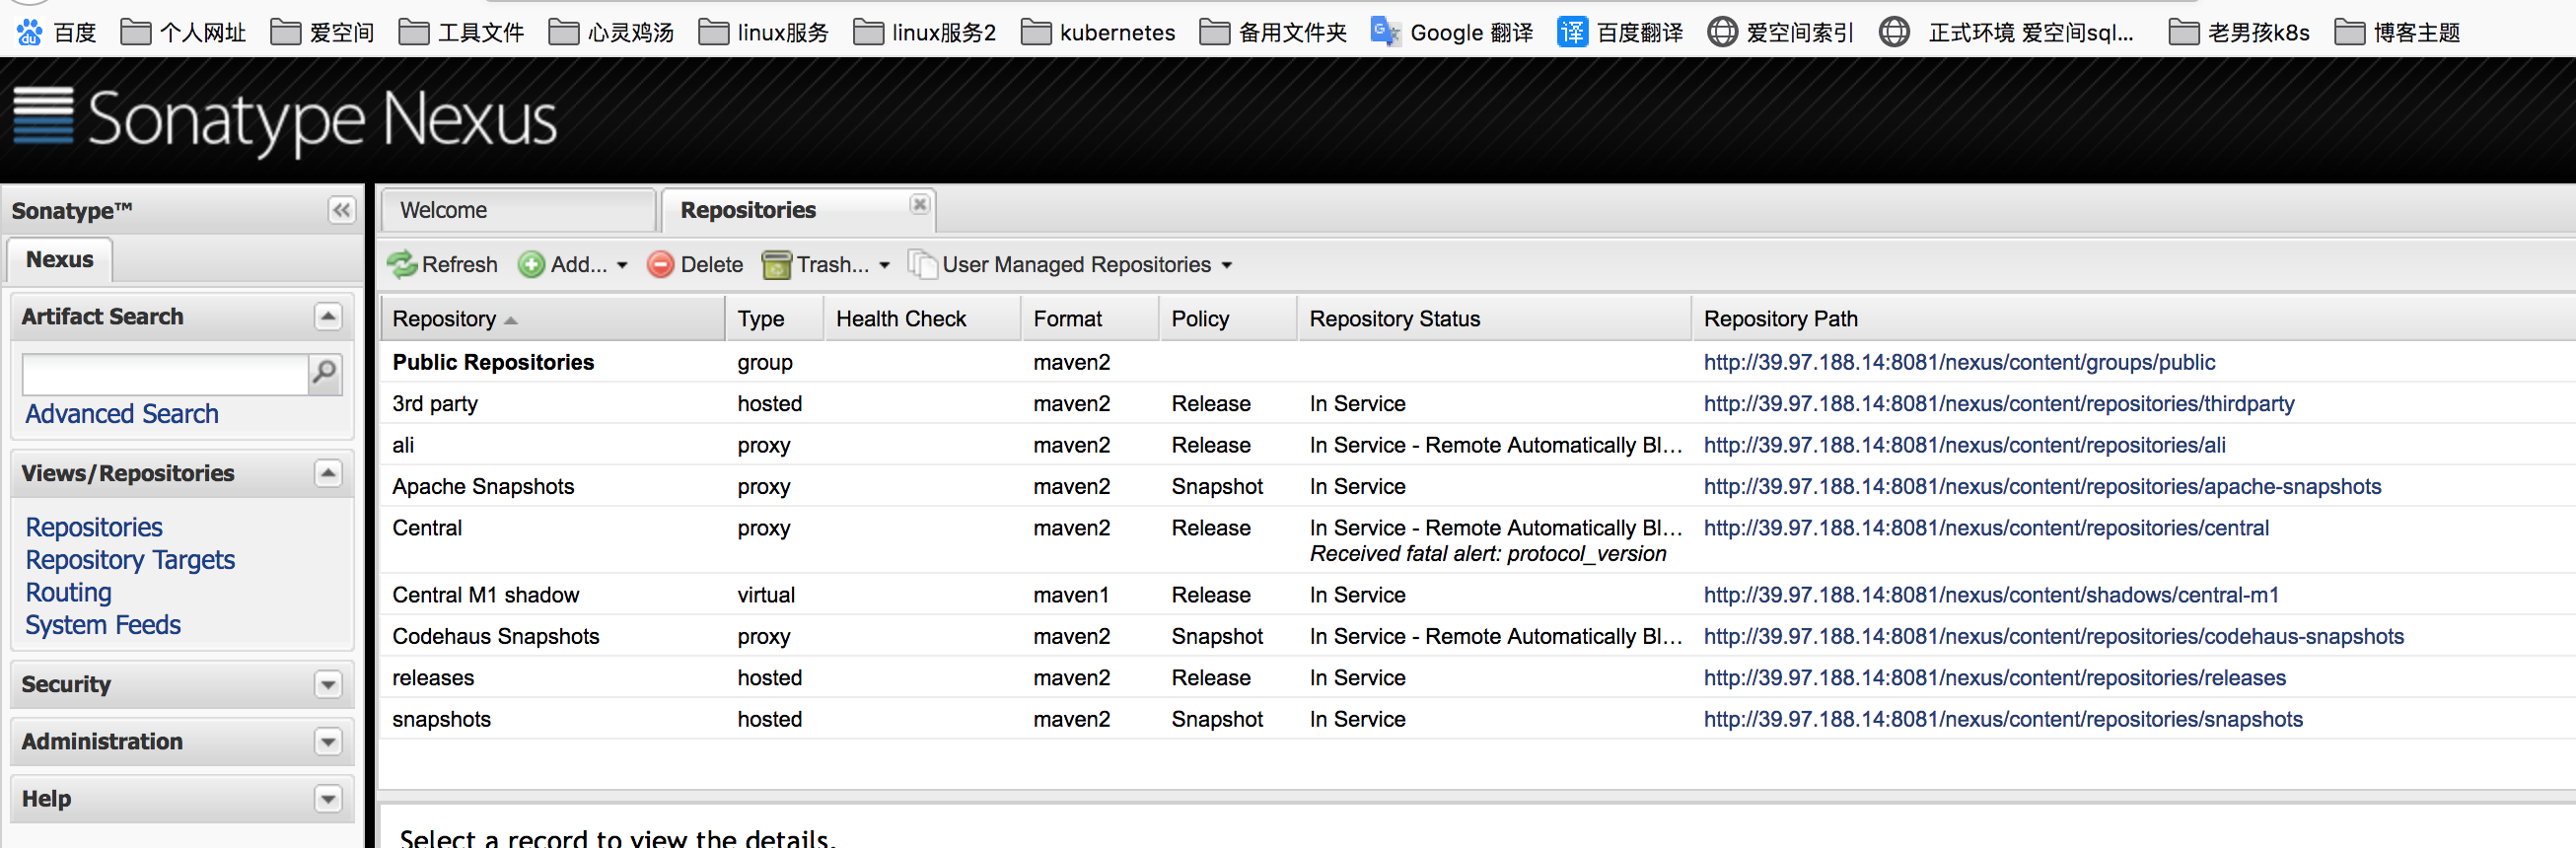 百度 个人网址 爱空间 工具文件 心灵鸡汤 linux服务 linux服务2 kubernetes 备用文件夹 Google 翻译 百度翻译 爱空间索引 正式环境 爱空间sql... 老男孩k8s 博客主题
Sonatype Nexus
Sonatype™
Nexus
Artifact Search
Advanced Search
Views/Repositories
Repositories
Repository Targets
Routing
System Feeds
Security
Administration
Help
Welcome Repositories
Refresh Add... Delete Trash... User Managed Repositories
Repository Type Health Check Format Policy Repository Status Repository Path
Public Repositories group maven2 http://39.97.188.14:8081/nexus/content/groups/public
3rd party hosted maven2 Release In Service http://39.97.188.14:8081/nexus/content/repositories/thirdparty
ali proxy maven2 Release In Service - Remote Automatically Bl... http://39.97.188.14:8081/nexus/content/repositories/ali
Apache Snapshots proxy maven2 Snapshot In Service http://39.97.188.14:8081/nexus/content/repositories/apache-snapshots
Central proxy maven2 Release In Service - Remote Automatically Bl... http://39.97.188.14:8081/nexus/content/repositories/central
Received fatal alert: protocol_version
Central M1 shadow virtual maven1 Release In Service http://39.97.188.14:8081/nexus/content/shadows/central-m1
Codehaus Snapshots proxy maven2 Snapshot In Service - Remote Automatically Bl... http://39.97.188.14:8081/nexus/content/repositories/codehaus-snapshots
releases hosted maven2 Release In Service http://39.97.188.14:8081/nexus/content/repositories/releases
snapshots hosted maven2 Snapshot In Service http://39.97.188.14:8081/nexus/content/repositories/snapshots
Select a record to view the details.